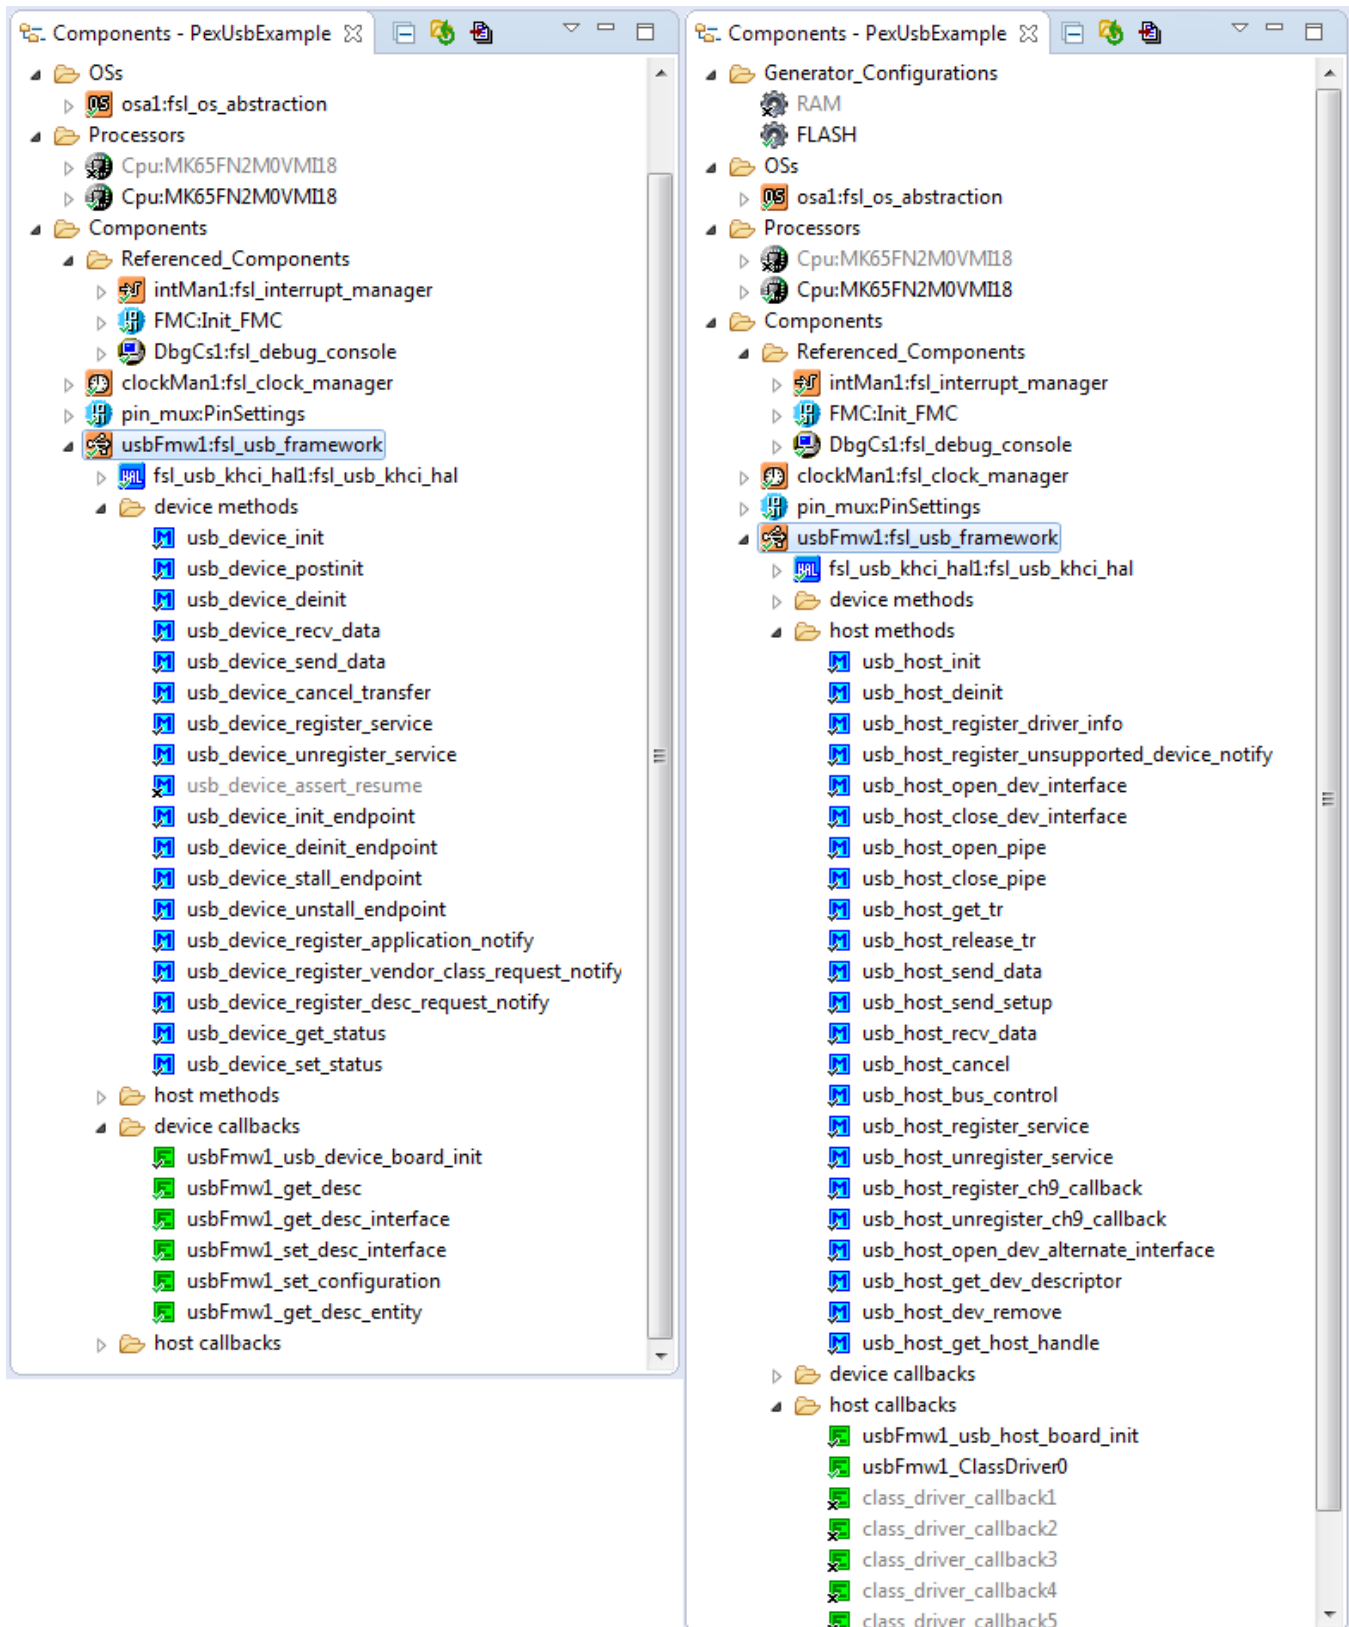 Components - PexUsbExample
OSs
osa1:fsl_os_abstraction
Processors
Cpu:MK65FN2M0VMI18
Cpu:MK65FN2M0VMI18
Components
Referenced_Components
intMan1:fsl_interrupt_manager
FMC:Init_FMC
DbgCs1:fsl_debug_console
clockMan1:fsl_clock_manager
pin_mux:PinSettings
usbFmw1:fsl_usb_framework
fsl_usb_khci_hal1:fsl_usb_khci_hal
device methods
usb_device_init
usb_device_postinit
usb_device_deinit
usb_device_recv_data
usb_device_send_data
usb_device_cancel_transfer
usb_device_register_service
usb_device_unregister_service
usb_device_assert_resume
usb_device_init_endpoint
usb_device_deinit_endpoint
usb_device_stall_endpoint
usb_device_unstall_endpoint
usb_device_register_application_notify
usb_device_register_vendor_class_request_notify
usb_device_register_desc_request_notify
usb_device_get_status
usb_device_set_status
host methods
device callbacks
usbFmw1_usb_device_board_init
usbFmw1_get_desc
usbFmw1_get_desc_interface
usbFmw1_set_desc_interface
usbFmw1_set_configuration
usbFmw1_get_desc_entity
host callbacks
Components - PexUsbExample
Generator_Configurations
RAM
FLASH
OSs
osa1:fsl_os_abstraction
Processors
Cpu:MK65FN2M0VMI18
Cpu:MK65FN2M0VMI18
Components
Referenced_Components
intMan1:fsl_interrupt_manager
FMC:Init_FMC
DbgCs1:fsl_debug_console
clockMan1:fsl_clock_manager
pin_mux:PinSettings
usbFmw1:fsl_usb_framework
fsl_usb_khci_hal1:fsl_usb_khci_hal
device methods
host methods
usb_host_init
usb_host_deinit
usb_host_register_driver_info
usb_host_register_unsupported_device_notify
usb_host_open_dev_interface
usb_host_close_dev_interface
usb_host_open_pipe
usb_host_close_pipe
usb_host_get_tr
usb_host_release_tr
usb_host_send_data
usb_host_send_setup
usb_host_recv_data
usb_host_cancel
usb_host_bus_control
usb_host_register_service
usb_host_unregister_service
usb_host_register_ch9_callback
usb_host_unregister_ch9_callback
usb_host_open_dev_alternate_interface
usb_host_get_dev_descriptor
usb_host_dev_remove
usb_host_get_host_handle
device callbacks
host callbacks
usbFmw1_usb_host_board_init
usbFmw1_ClassDriver0
class_driver_callback1
class_driver_callback2
class_driver_callback3
class_driver_callback4
class_driver_callback5